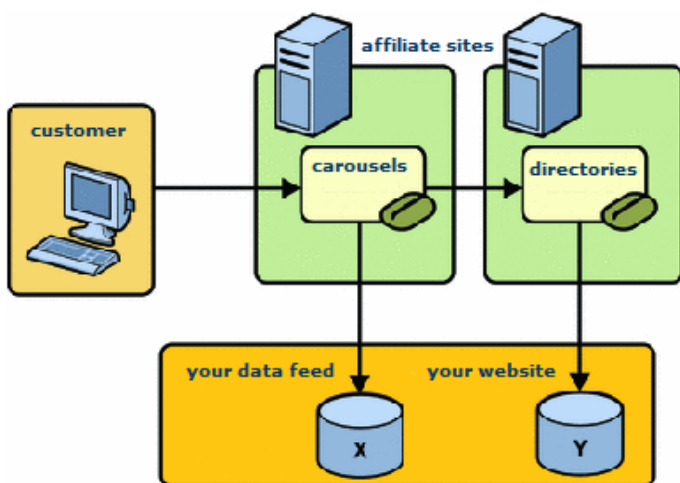 affiliate sites
customer
carousels
directories
your data feed
your website
X
Y